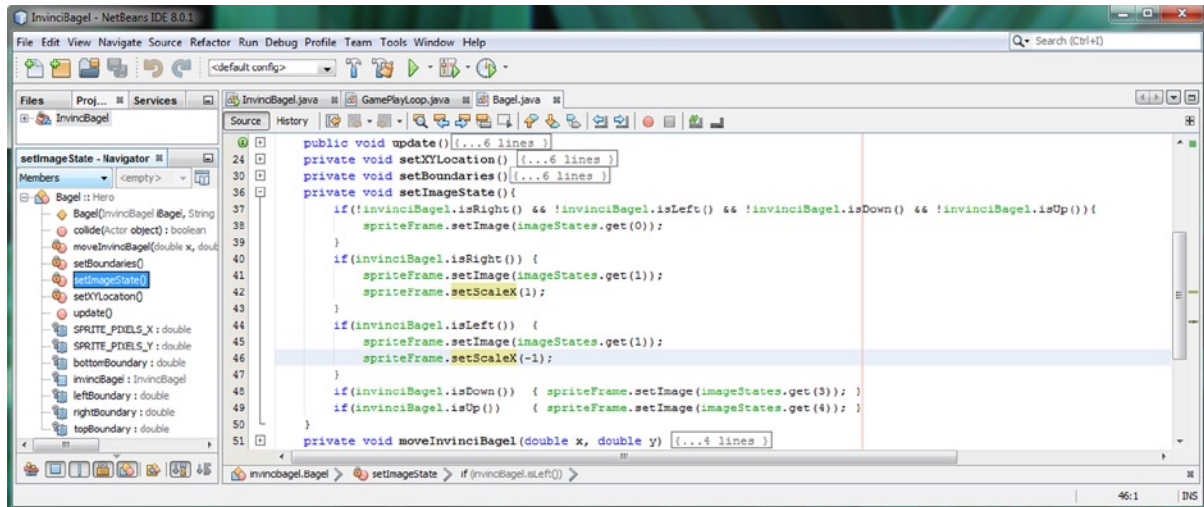 InvinciBagel - NetBeans IDE 8.0.1
File Edit View Navigate Source Refactor Run Debug Profile Team Tools Window Help
Search (Ctrl+I)
<default config>
Files Proj... Services
InvinciBagel.java GamePlayLoop.java Bagel.java
InvinciBagel
Source History
setImageState - Navigator
Members <empty>
Bagel :: Hero
Bagel(InvinciBagel iBagel, String
collide(Actor object) : boolean
moveInvinciBagel(double x, doub
setBoundaries()
setImageState()
setXYLocation()
update()
SPRITE_PIXELS_X : double
SPRITE_PIXELS_Y : double
bottomBoundary : double
invinciBagel : InvinciBagel
leftBoundary : double
rightBoundary : double
topBoundary : double
public void update() {...6 lines }
24 private void setXYLocation() {...6 lines }
30 private void setBoundaries() {...6 lines }
36 private void setImageState(){
37 if(!invinciBagel.isRight() && !invinciBagel.isLeft() && !invinciBagel.isDown() && !invinciBagel.isUp()){
38 spriteFrame.setImage(imageStates.get(0));
39 }
40 if(invinciBagel.isRight()) {
41 spriteFrame.setImage(imageStates.get(1));
42 spriteFrame.setScaleX(1);
43 }
44 if(invinciBagel.isLeft()) {
45 spriteFrame.setImage(imageStates.get(1));
46 spriteFrame.setScaleX(-1);
47 }
48 if(invinciBagel.isDown()) { spriteFrame.setImage(imageStates.get(3)); }
49 if(invinciBagel.isUp()) { spriteFrame.setImage(imageStates.get(4)); }
50 }
51 private void moveInvinciBagel(double x, double y) {...4 lines }
invincibagel.Bagel setImageState if (invinciBagel.isLeft())
46:1 INS